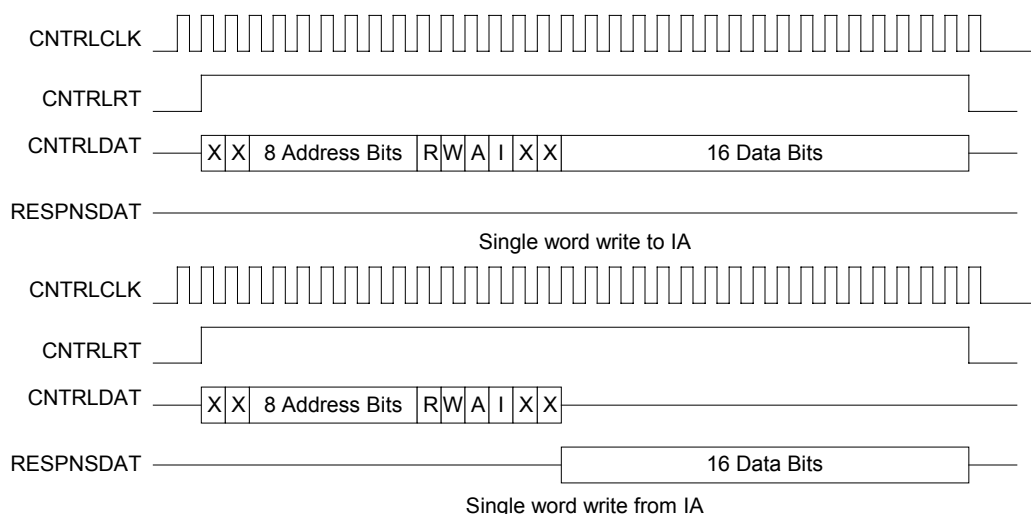 CNTRLCLK
CNTRLRT
CNTRLDAT X X 8 Address Bits R W A I X X 16 Data Bits
RESPNSDAT
Single word write to IA
CNTRLCLK
CNTRLRT
CNTRLDAT X X 8 Address Bits R W A I X X
RESPNSDAT 16 Data Bits
Single word write from IA